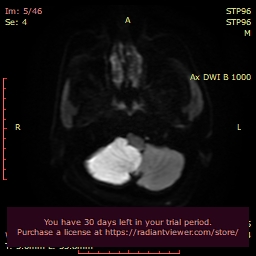 Im: 5/46
Se: 4
A
STP96
STP96
M
Ax DWI B 1000
R
L
You have 30 days left in your trial period.
Purchase a license at https://radiantviewer.com/store/